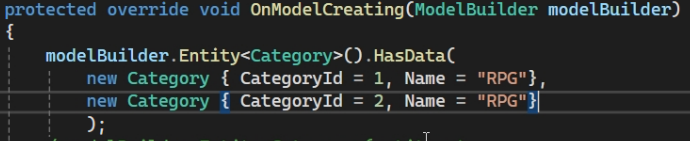 protected override void OnModelCreating(ModelBuilder modelBuilder)
{
modelBuilder.Entity<Category>().HasData(
new Category { CategoryId = 1, Name = "RPG"},
new Category { CategoryId = 2, Name = "RPG"}
);